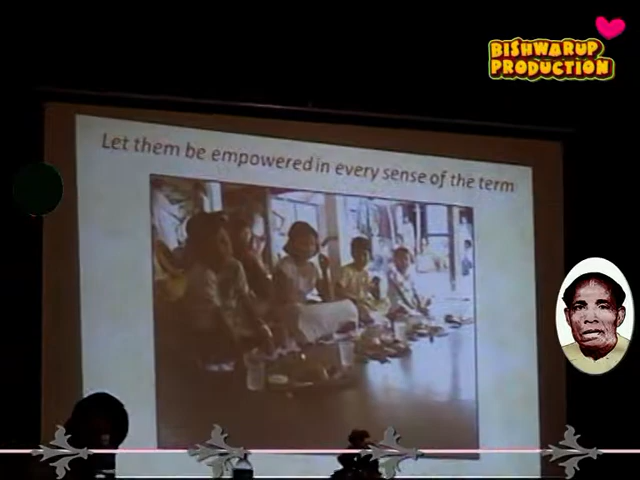 BISHWARUP
PRODUCTION
Let them be empowered in every sense of the term